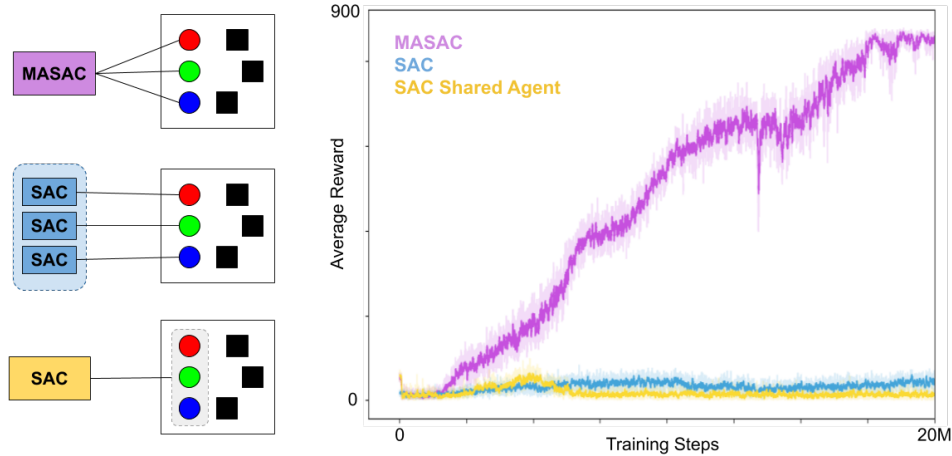 MASAC
SAC
SAC
SAC
SAC
900
MASAC
SAC
SAC Shared Agent
Average Reward
0
0
Training Steps
20M